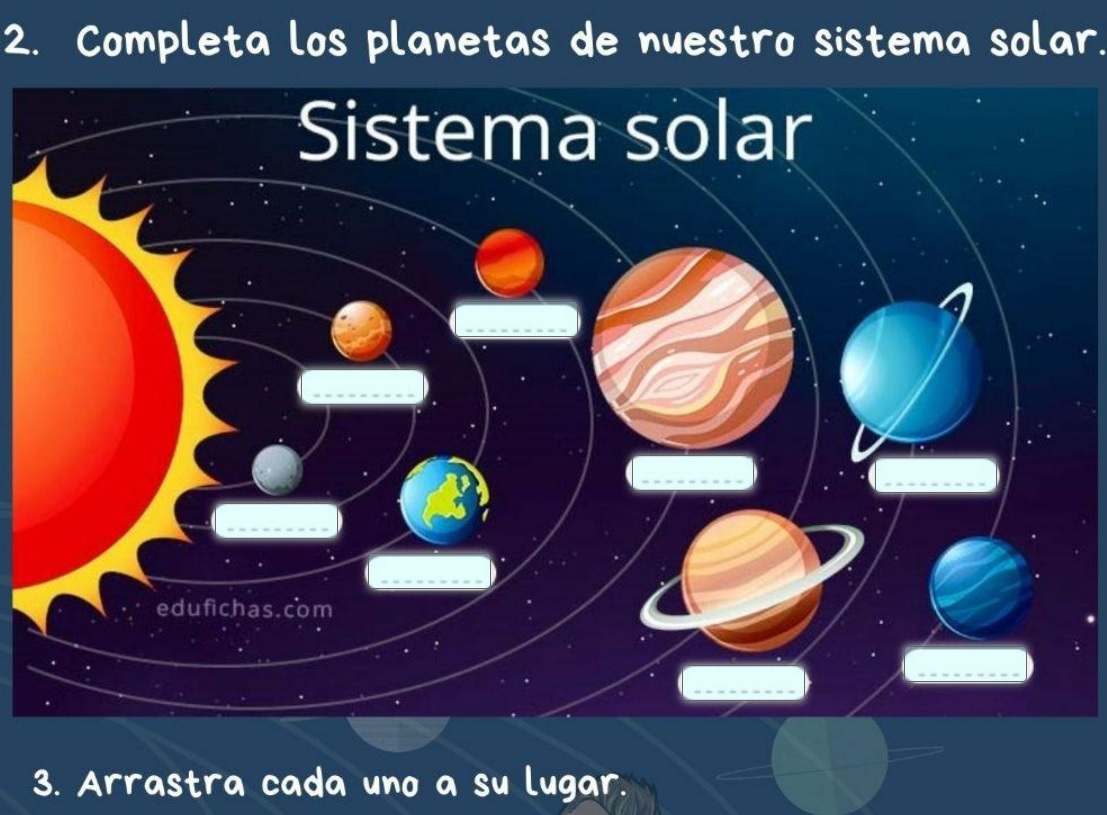 2. Completa los planetas de nuestro sistema solar.
Sistema solar
edufichas.com
3. Arrastra cada uno a su lugar.